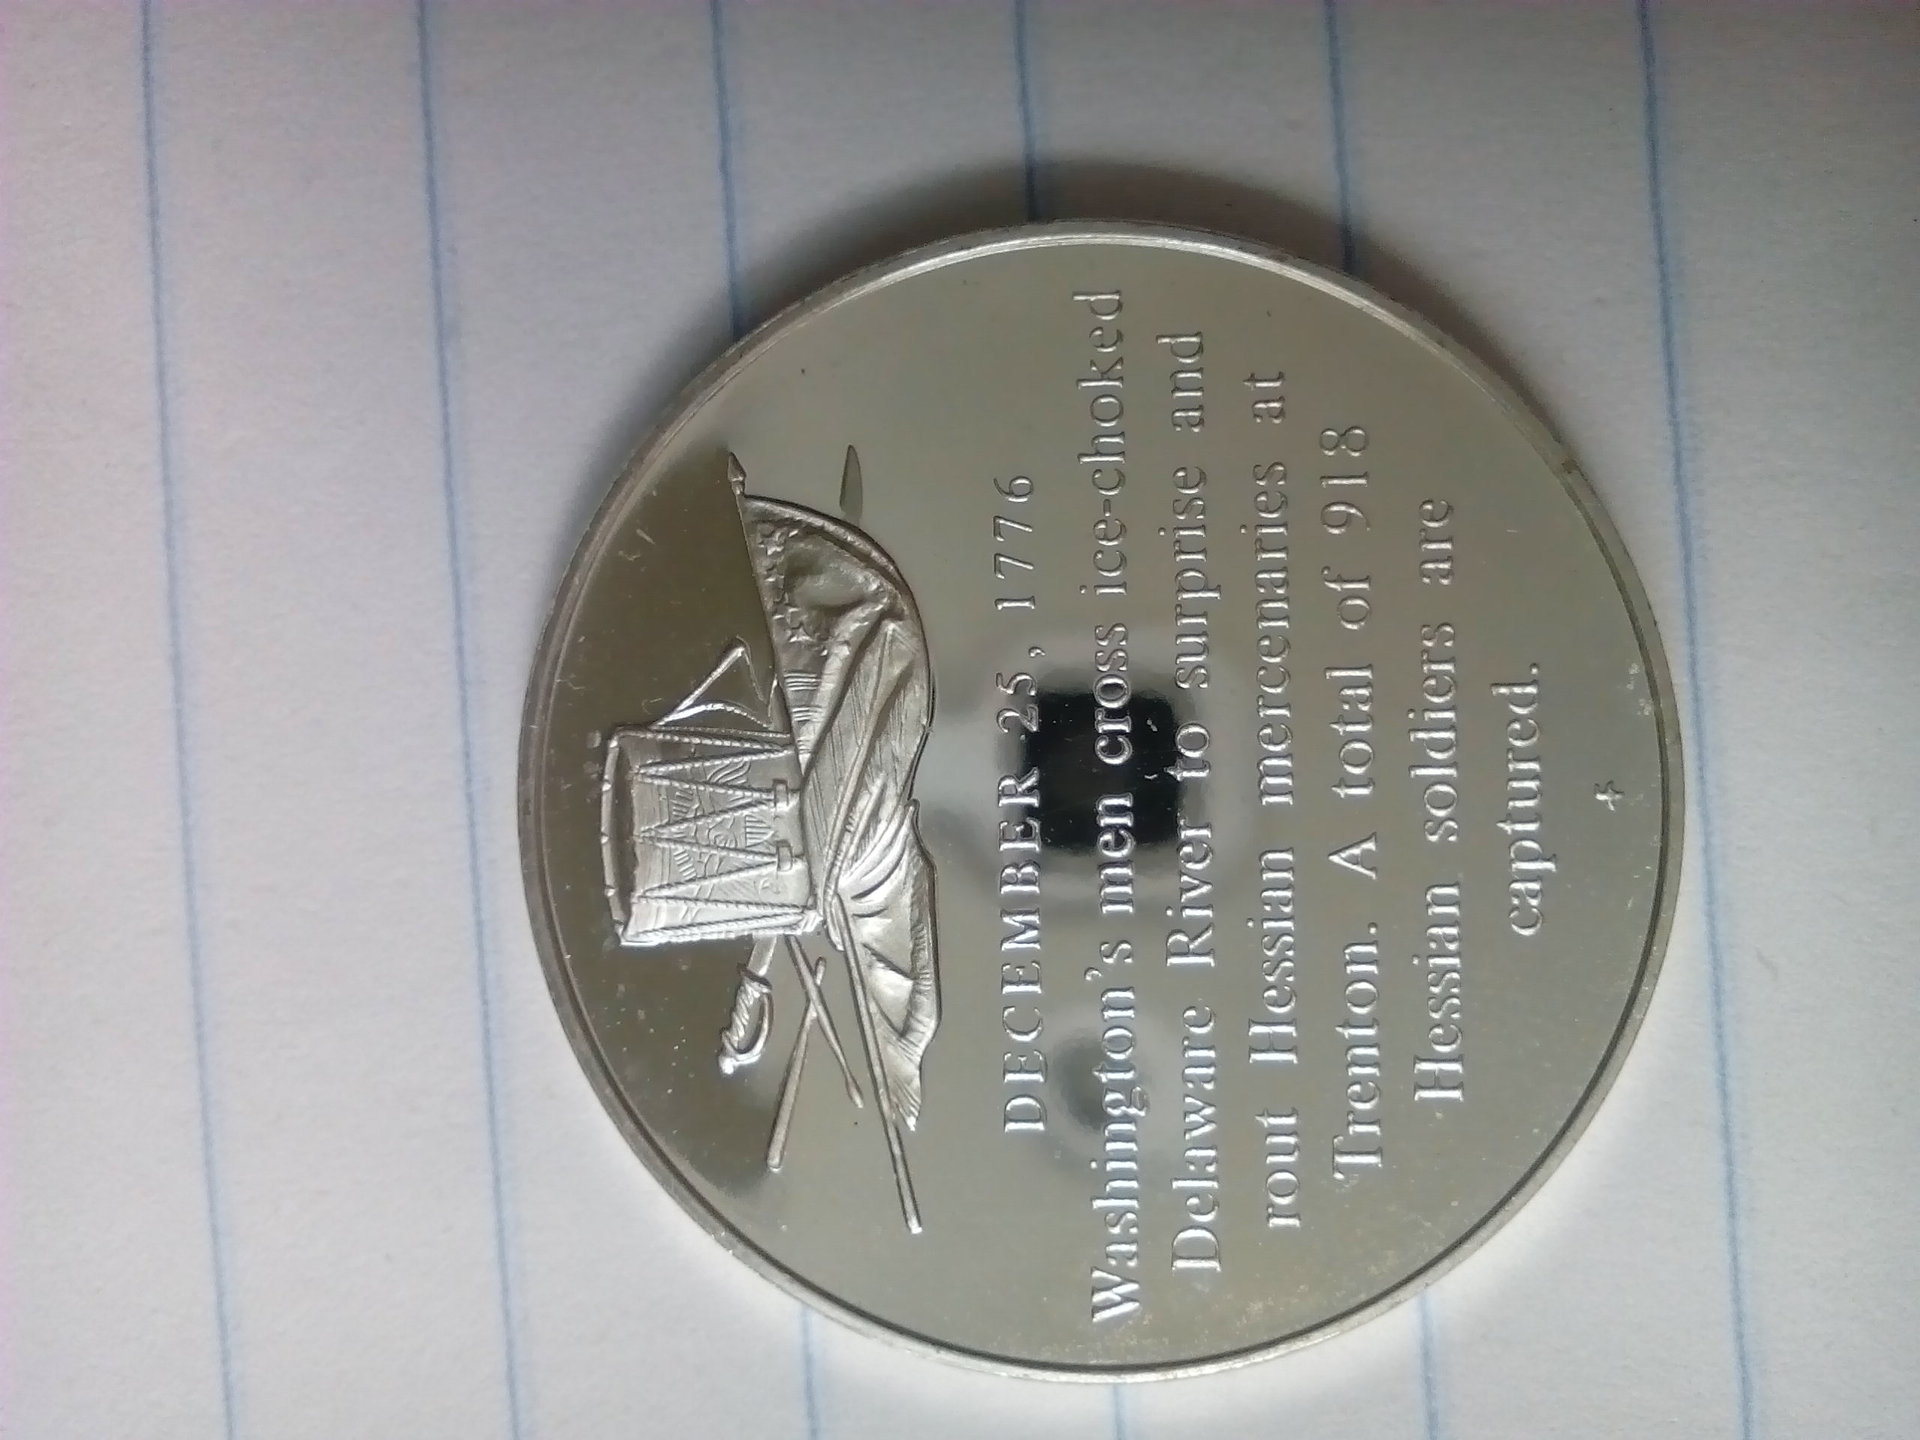 DECEMBER 25, 1776
Washington's men cross ice-choked
Delaware River to surprise and
rout Hessian mercenaries at
Trenton. A total of 918
Hessian soldiers are
captured.